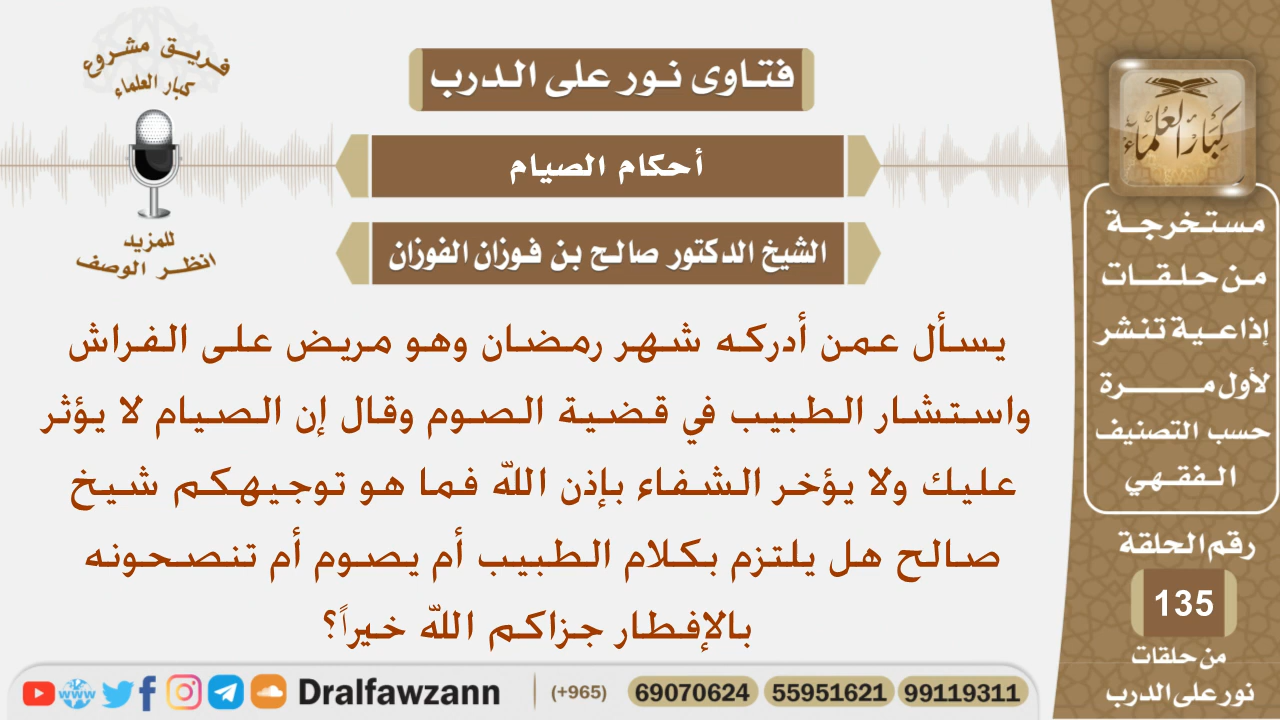 فتاوى نور على الدرب
أحكام الصيام
الشيخ الدكتور صالح بن فوزان الفوزان
يسأل عمن أدركه شهر رمضان وهو مريض على الفراش
واستشار الطبيب في قضية الصوم وقال إن الصيام لا يؤثر
عليك ولا يؤخر الشفاء بإذن الله فما هو توجيهكم شيخ
صالح هل يلتزم بكلام الطبيب أم يصوم أم تنصحونه
بالإفطار جزاكم الله خيراً؟
كبار العلماء
مستخرجة
من حلقات
إذاعية تنشر
لأول مرة
حسب التصنيف
الفقهي
رقم الحلقة
135
من حلقات
نور على الدرب
فريق مشروع
كبار العلماء
للمزيد
انظر الوصف
www
Dralfawzann
(+965)
69070624
55951621
99119311